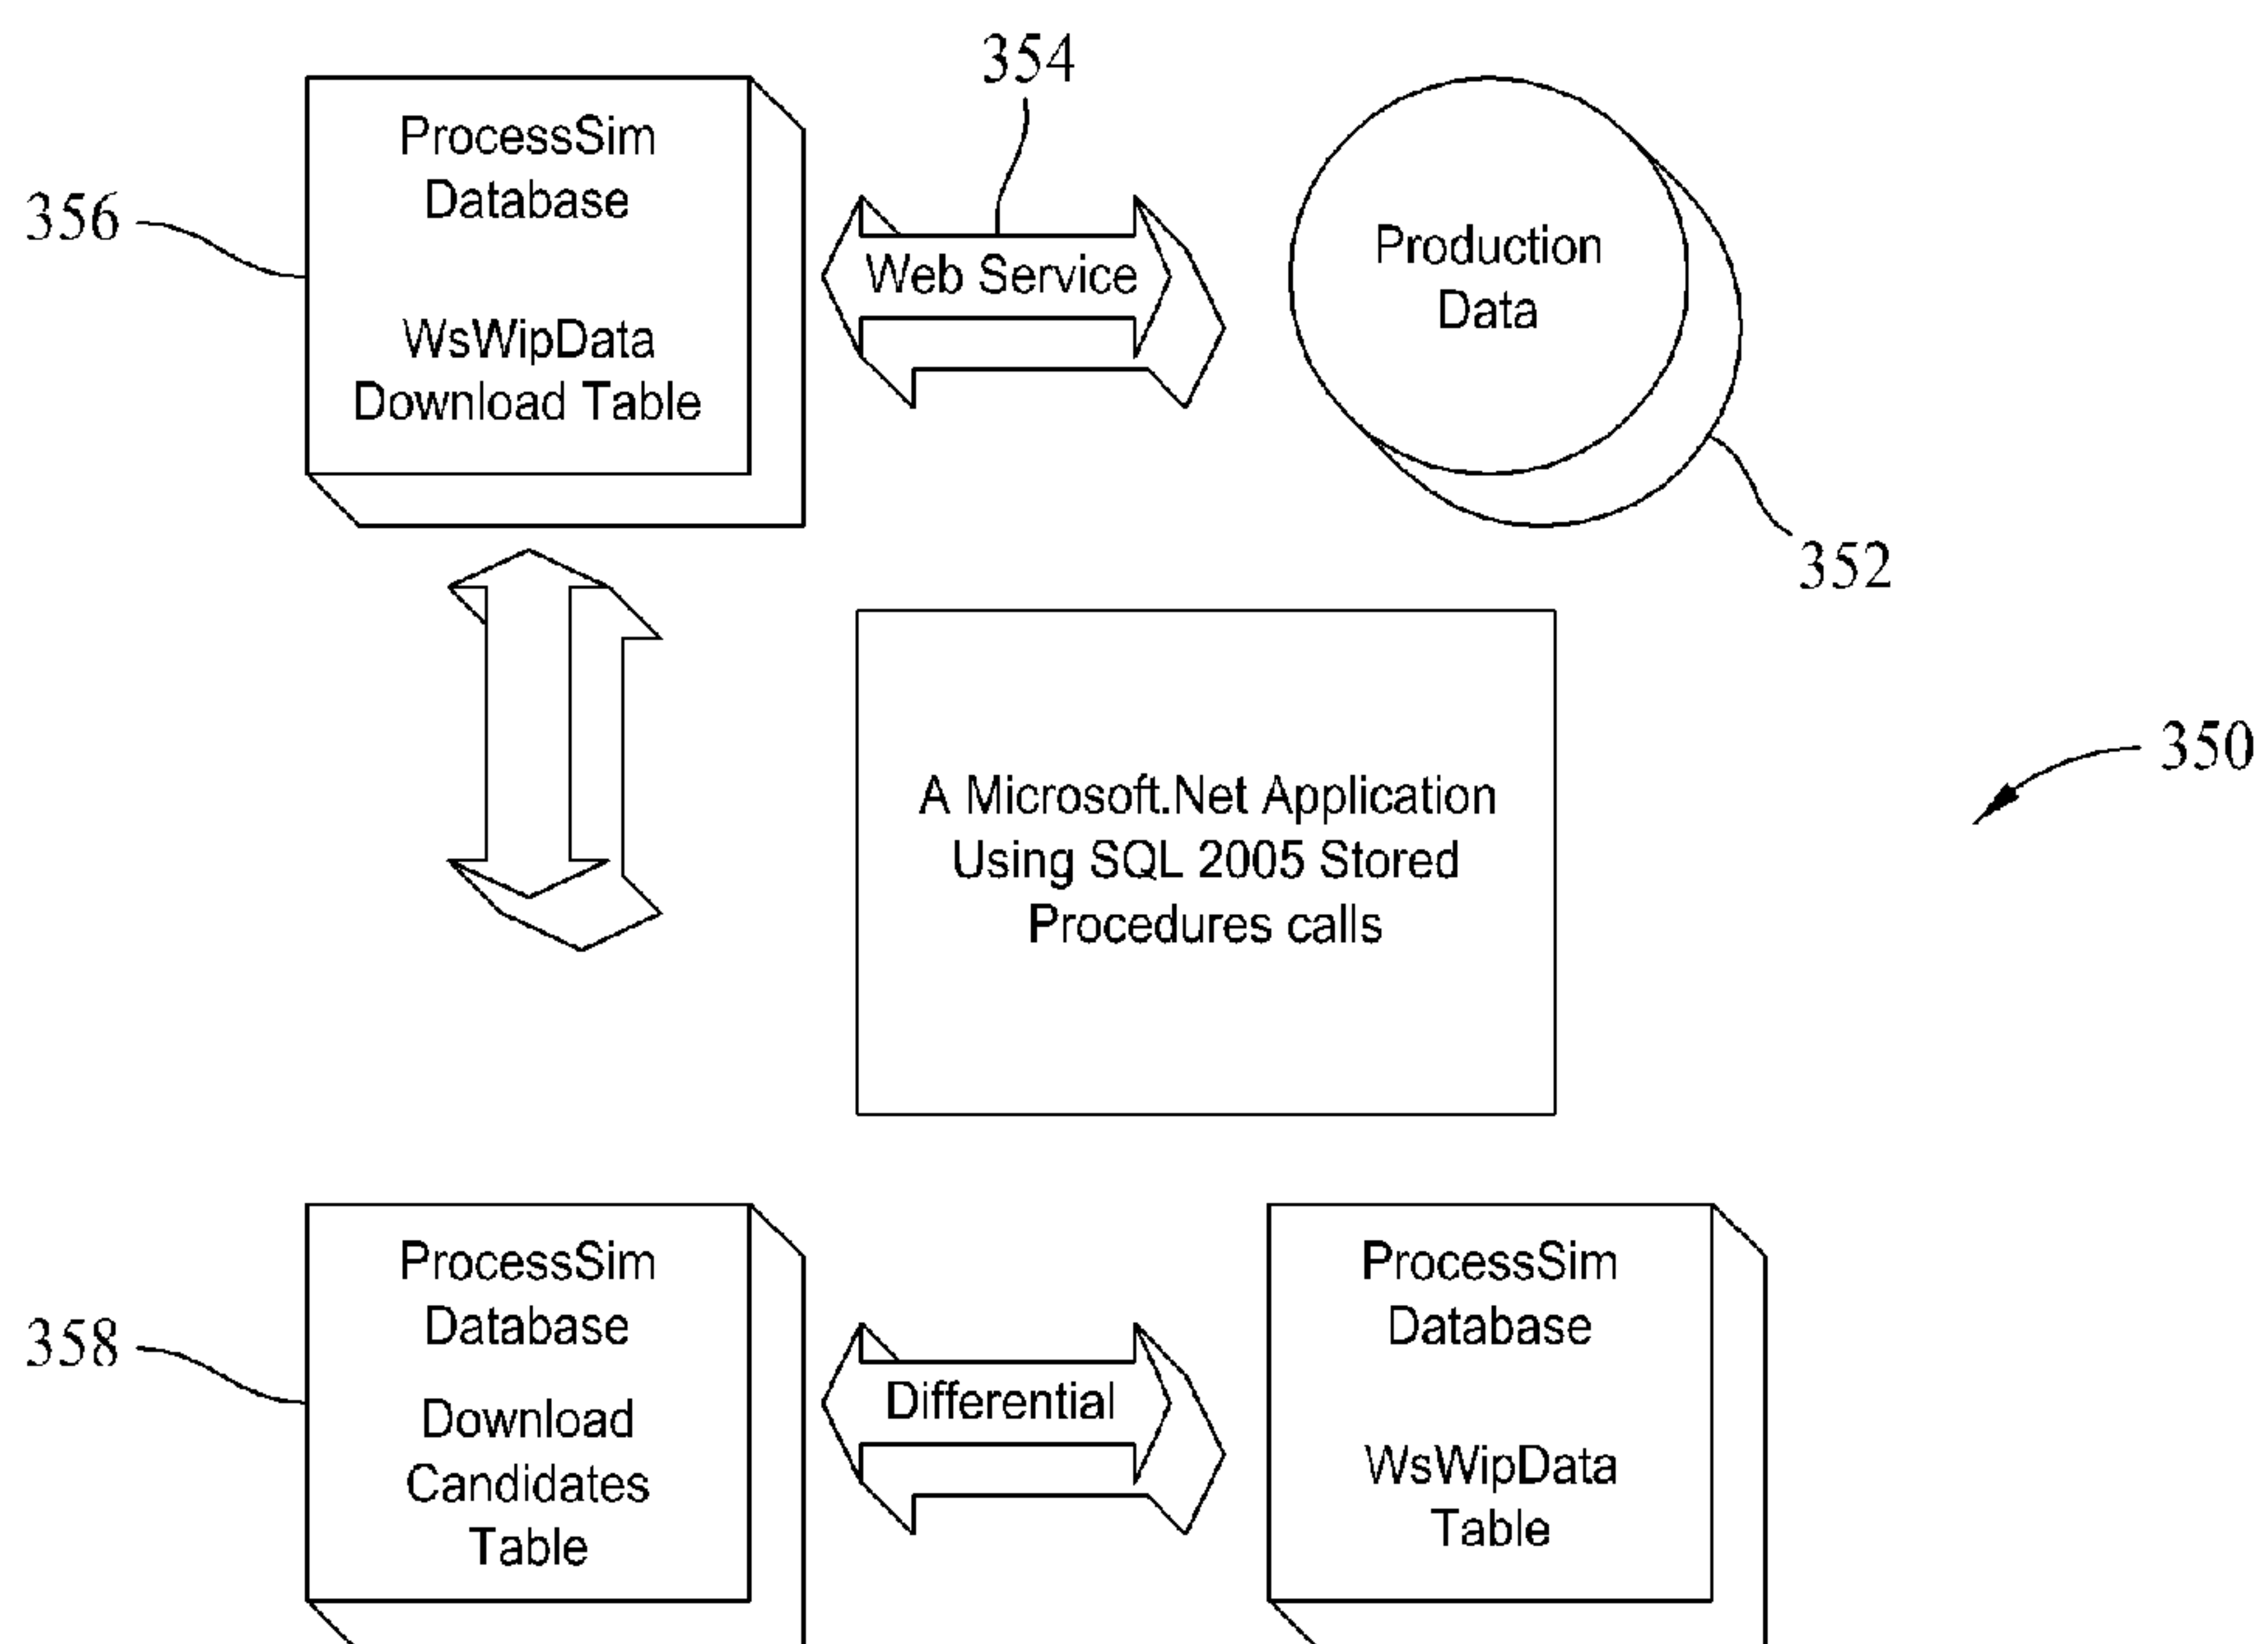 354
356
ProcessSim
Database
WsWipData
Download Table
Web Service
Production
Data
352
A Microsoft.Net Application
Using SQL 2005 Stored
Procedures calls
350
358
ProcessSim
Database
Download
Candidates
Table
Differential
ProcessSim
Database
WsWipData
Table